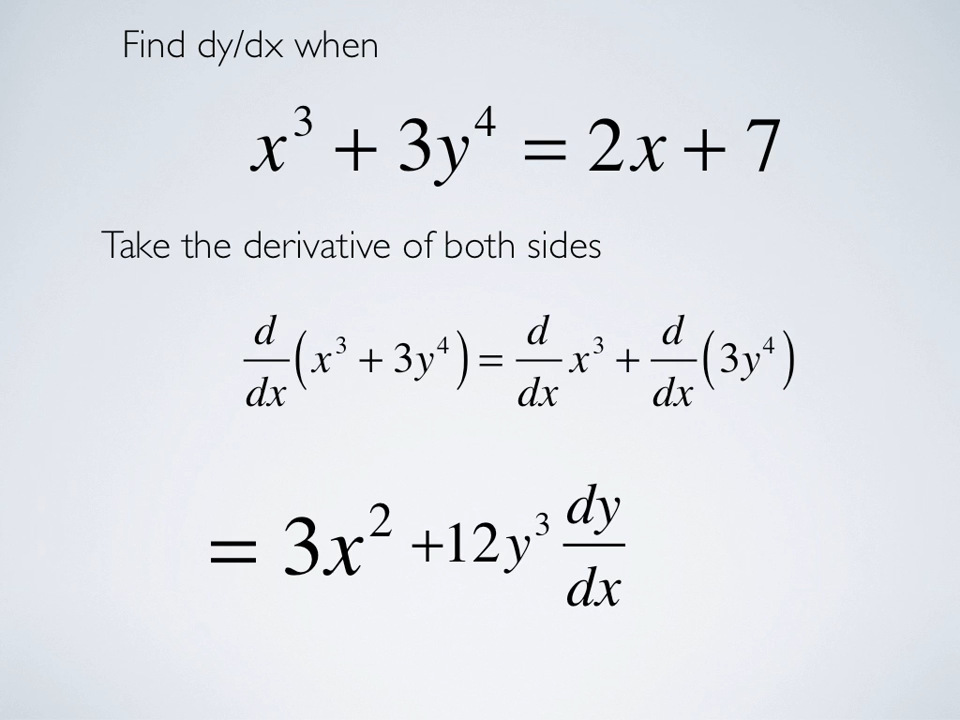 Find dy/dx when
x³ + 3y⁴ = 2x + 7
Take the derivative of both sides
d/dx (x³ + 3y⁴) = d/dx x³ + d/dx (3y⁴)
= 3x² +12y³ dy/dx